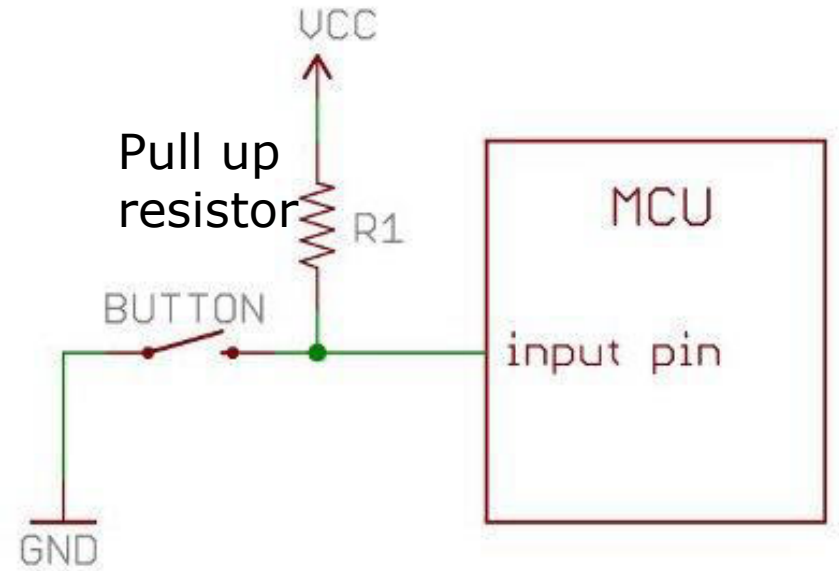 VCC
Pull up
resistor
R1
MCU
BUTTON
input pin
GND